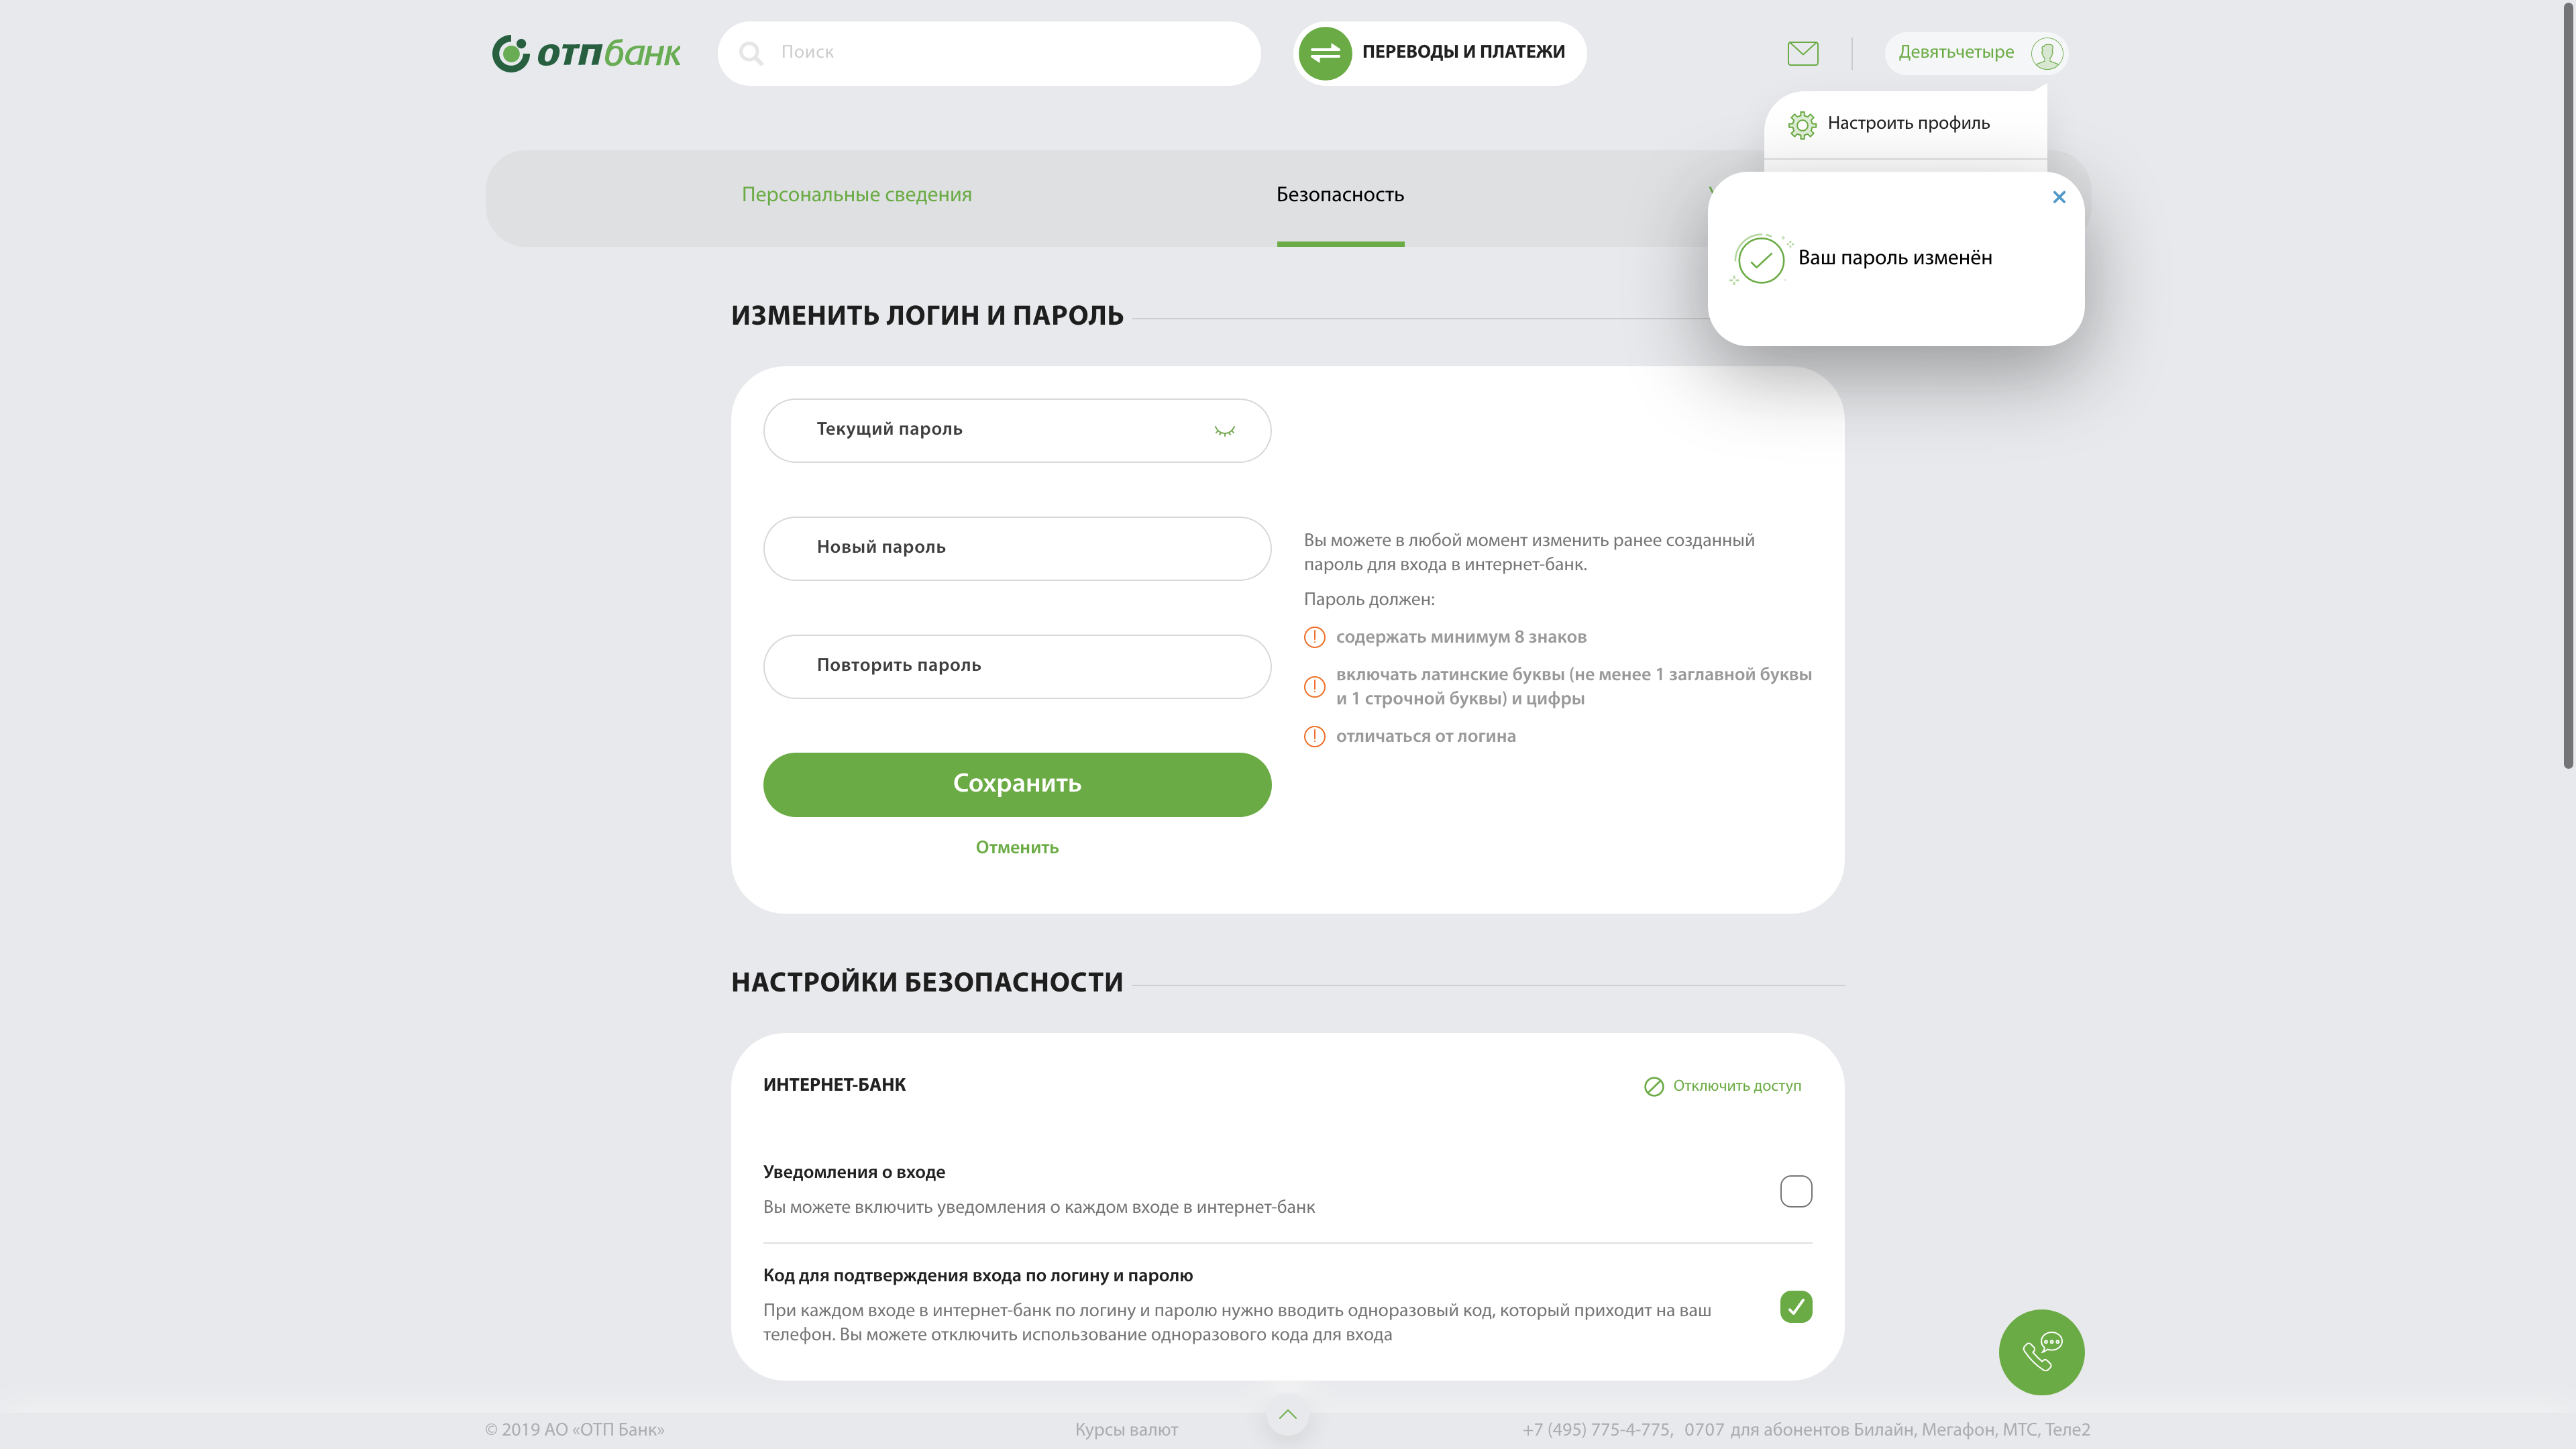 отпбанк
Поиск
ПЕРЕВОДЫ И ПЛАТЕЖИ
Девятьчетыре
Настроить профиль
Персональные сведения
Безопасность
Ваш пароль изменён
ИЗМЕНИТЬ ЛОГИН И ПАРОЛЬ
Текущий пароль
Новый пароль
Повторить пароль
Сохранить
Отменить
Вы можете в любой момент изменить ранее созданный
пароль для входа в интернет-банк.
Пароль должен:
содержать минимум 8 знаков
включать латинские буквы (не менее 1 заглавной буквы
и 1 строчной буквы) и цифры
отличаться от логина
НАСТРОЙКИ БЕЗОПАСНОСТИ
ИНТЕРНЕТ-БАНК
Отключить доступ
Уведомления о входе
Вы можете включить уведомления о каждом входе в интернет-банк
Код для подтверждения входа по логину и паролю
При каждом входе в интернет-банк по логину и паролю нужно вводить одноразовый код, который приходит на ваш
телефон. Вы можете отключить использование одноразового кода для входа
© 2019 АО «ОТП Банк»
Курсы валют
+7 (495) 775-4-775, 0707 для абонентов Билайн, Мегафон, МТС, Теле2